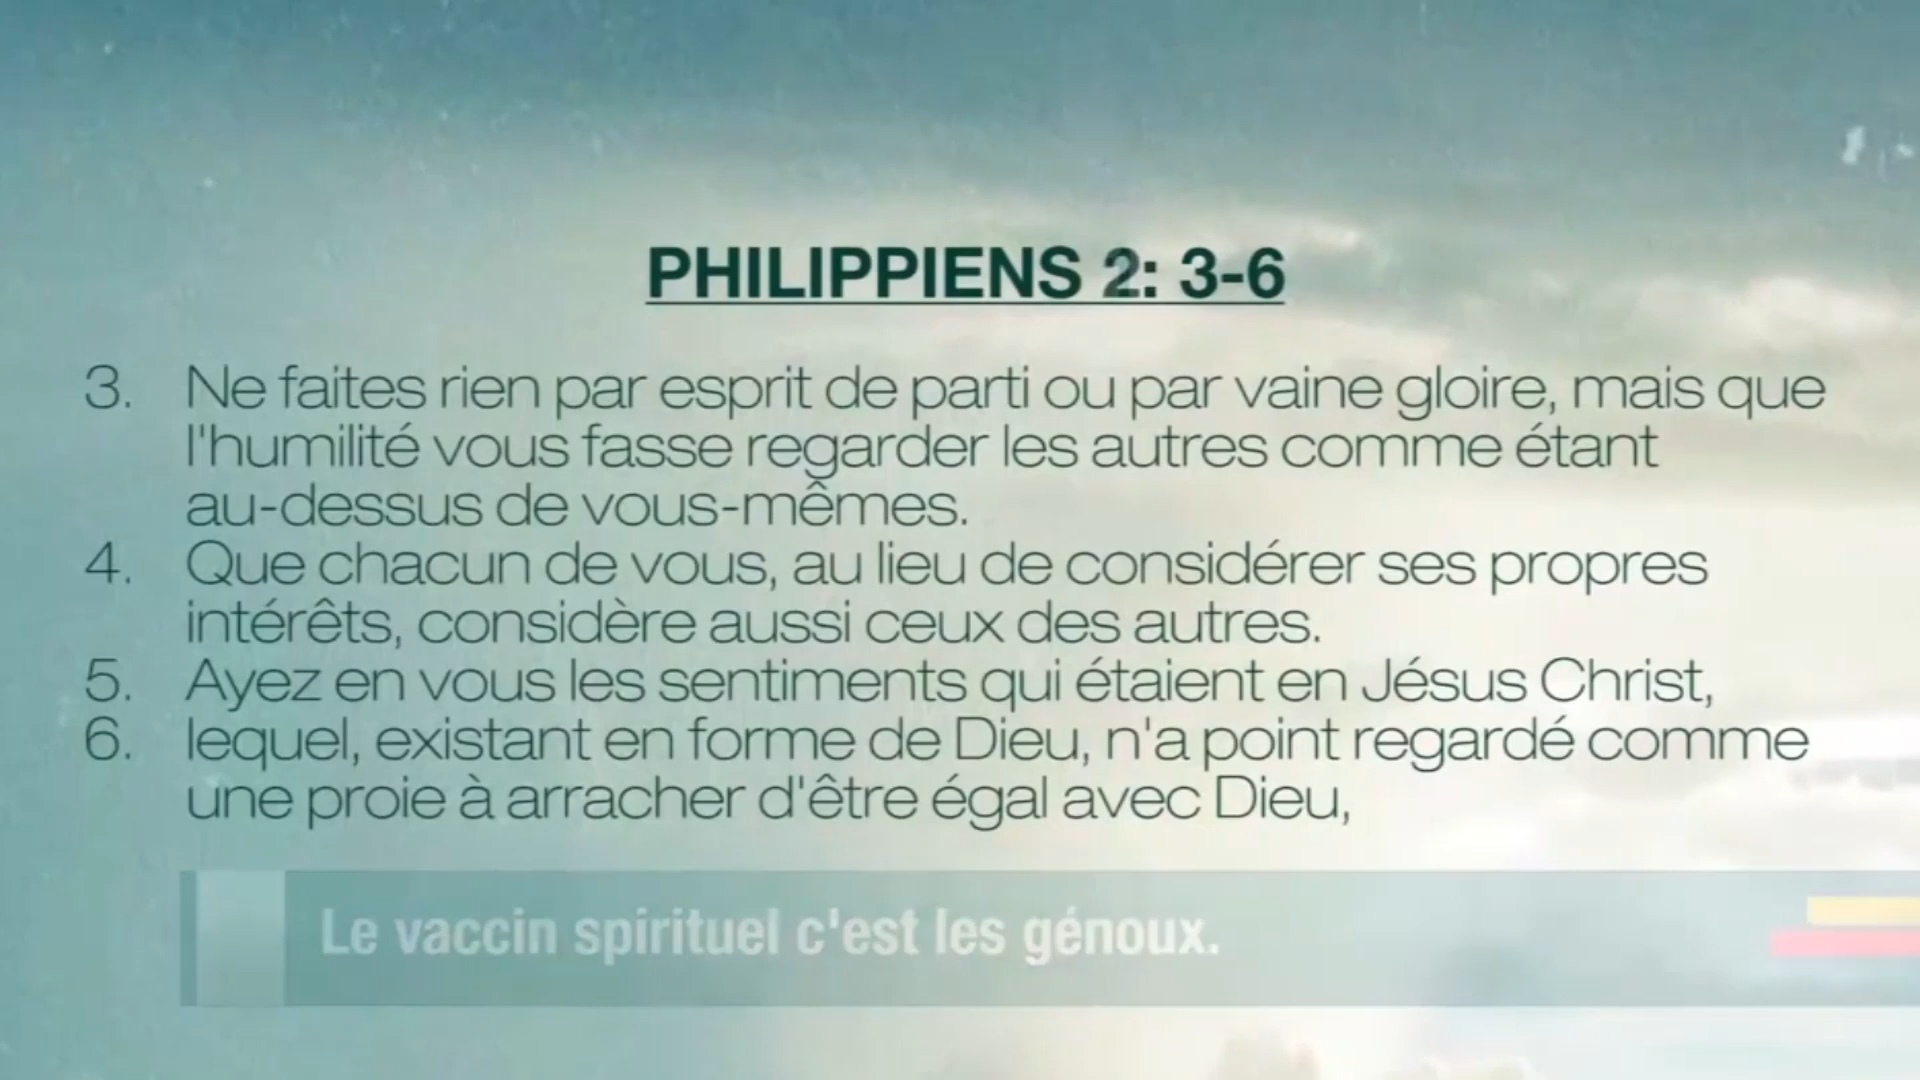 PHILIPPIENS 2: 3-6
3. Ne faites rien par esprit de parti ou par vaine gloire, mais que
l'humilité vous fasse regarder les autres comme étant
au-dessus de vous-mêmes.
4. Que chacun de vous, au lieu de considérer ses propres
intérêts, considère aussi ceux des autres.
5. Ayez en vous les sentiments qui étaient en Jésus Christ,
6. lequel, existant en forme de Dieu, n'a point regardé comme
une proie à arracher d'être égal avec Dieu,
Le vaccin spirituel c'est les génoux.